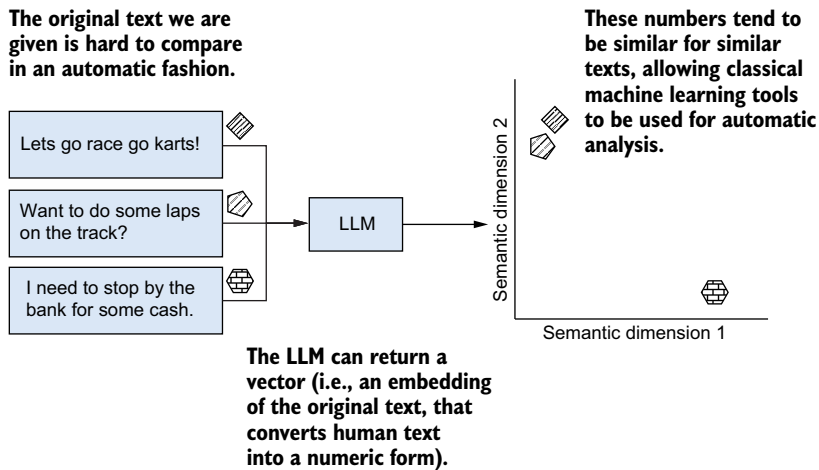 The original text we are
given is hard to compare
in an automatic fashion.
These numbers tend to
be similar for similar
texts, allowing classical
machine learning tools
to be used for automatic
analysis.
Lets go race go karts!
Want to do some laps
on the track?
I need to stop by the
bank for some cash.
LLM
Semantic dimension 2
Semantic dimension 1
The LLM can return a
vector (i.e., an embedding
of the original text, that
converts human text
into a numeric form).